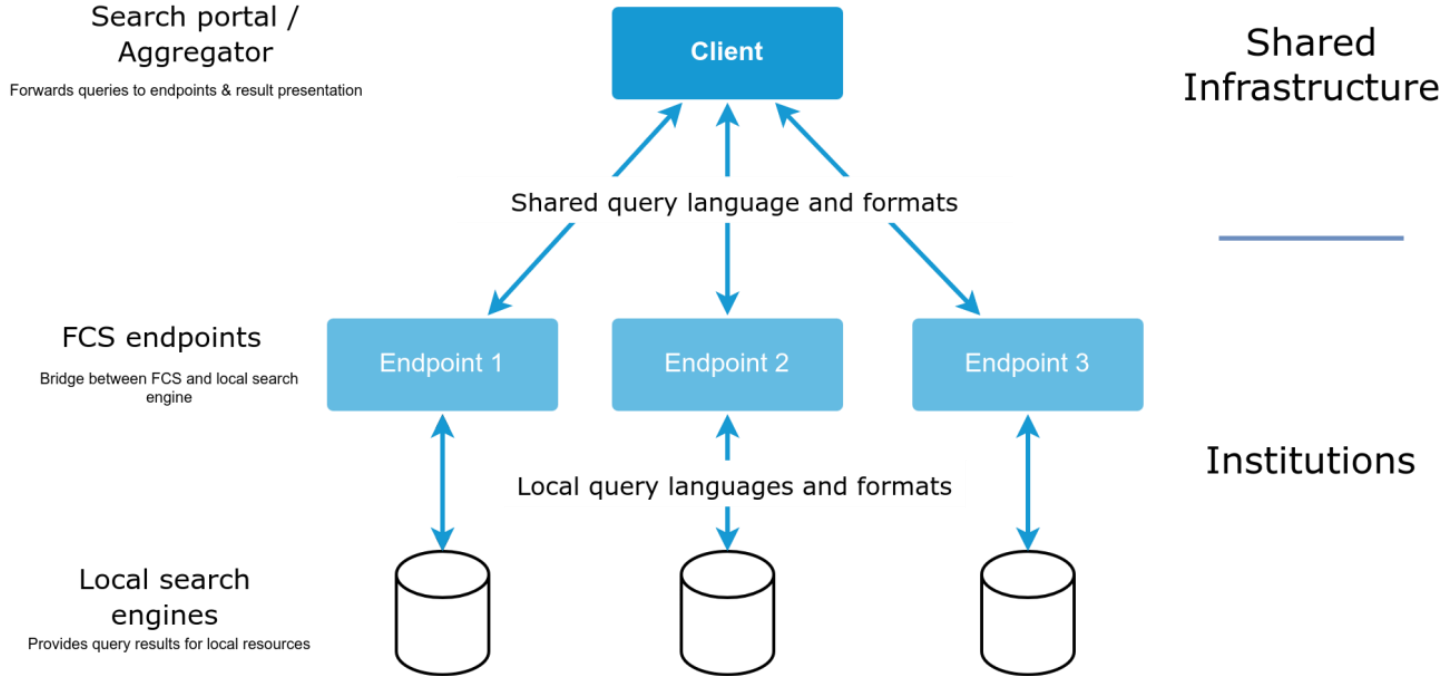 Search portal /
Aggregator
Forwards queries to endpoints & result presentation
Client
Shared
Infrastructure
Shared query language and formats
FCS endpoints
Bridge between FCS and local search
engine
Endpoint 1
Endpoint 2
Endpoint 3
Institutions
Local query languages and formats
Local search
engines
Provides query results for local resources